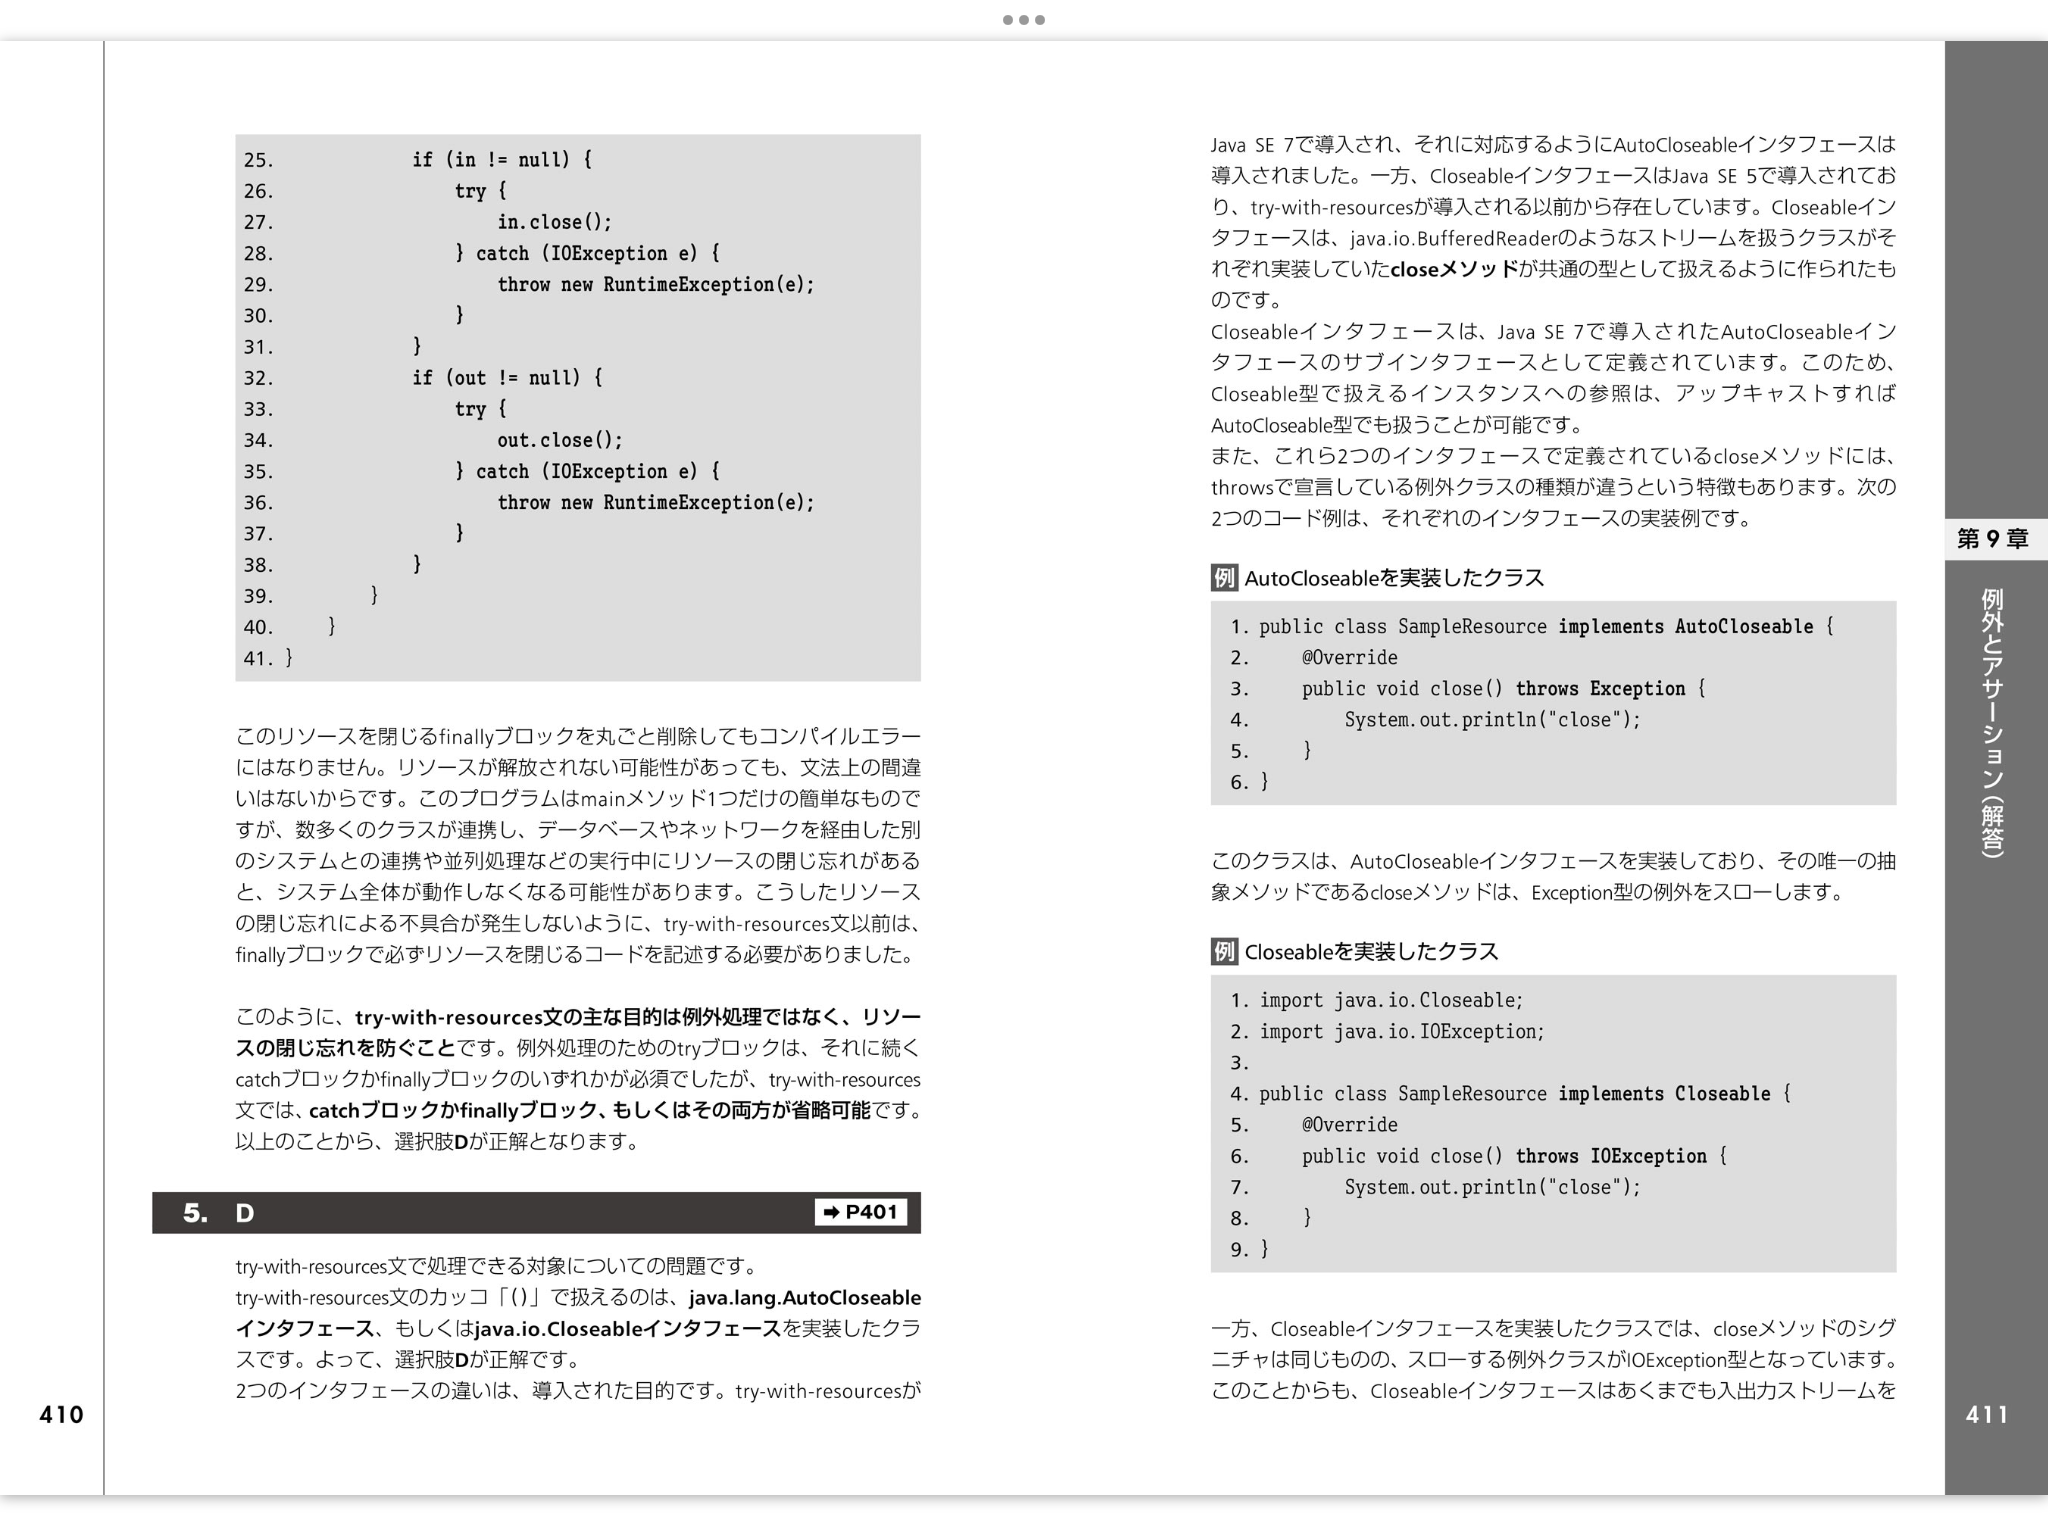 25.             if (in != null) {
26.                 try {
27.                     in.close();
28.                 } catch (IOException e) {
29.                     throw new RuntimeException(e);
30.                 }
31.             }
32.             if (out != null) {
33.                 try {
34.                     out.close();
35.                 } catch (IOException e) {
36.                     throw new RuntimeException(e);
37.                 }
38.             }
39.         }
40.     }
41. }
このリソースを閉じるfinallyブロックを丸ごと削除してもコンパイルエラー
にはなりません。リソースが解放されない可能性があっても、文法上の間違
いはないからです。このプログラムはmainメソッド1つだけの簡単なもので
すが、数多くのクラスが連携し、データベースやネットワークを経由した別
のシステムとの連携や並列処理などの実行中にリソースの閉じ忘れがある
と、システム全体が動作しなくなる可能性があります。こうしたリソース
の閉じ忘れによる不具合が発生しないように、try-with-resources文以前は、
finallyブロックで必ずリソースを閉じるコードを記述する必要がありました。
このように、try-with-resources文の主な目的は例外処理ではなく、リソー
スの閉じ忘れを防ぐことです。例外処理のためのtryブロックは、それに続く
catchブロックかfinallyブロックのいずれかが必須でしたが、try-with-resources
文では、catchブロックかfinallyブロック、もしくはその両方が省略可能です。
以上のことから、選択肢Dが正解となります。
5. D ➡ P401
try-with-resources文で処理できる対象についての問題です。
try-with-resources文のカッコ「()」で扱えるのは、java.lang.AutoCloseable
インタフェース、もしくはjava.io.Closeableインタフェースを実装したクラ
スです。よって、選択肢Dが正解です。
2つのインタフェースの違いは、導入された目的です。try-with-resourcesが
410
Java SE 7で導入され、それに対応するようにAutoCloseableインタフェースは
導入されました。一方、CloseableインタフェースはJava SE 5で導入されてお
り、try-with-resourcesが導入される以前から存在しています。Closeableイン
タフェースは、java.io.BufferedReaderのようなストリームを扱うクラスがそ
れぞれ実装していたcloseメソッドが共通の型として扱えるように作られたも
のです。
Closeableインタフェースは、Java SE 7で導入されたAutoCloseableイン
タフェースのサブインタフェースとして定義されています。このため、
Closeable型で扱えるインスタンスへの参照は、アップキャストすれば
AutoCloseable型でも扱うことが可能です。
また、これら2つのインタフェースで定義されているcloseメソッドには、
throwsで宣言している例外クラスの種類が違うという特徴もあります。次の
2つのコード例は、それぞれのインタフェースの実装例です。
例 AutoCloseableを実装したクラス
1. public class SampleResource implements AutoCloseable {
2.     @Override
3.     public void close() throws Exception {
4.         System.out.println("close");
5.     }
6. }
このクラスは、AutoCloseableインタフェースを実装しており、その唯一の抽
象メソッドであるcloseメソッドは、Exception型の例外をスローします。
例 Closeableを実装したクラス
1. import java.io.Closeable;
2. import java.io.IOException;
3.
4. public class SampleResource implements Closeable {
5.     @Override
6.     public void close() throws IOException {
7.         System.out.println("close");
8.     }
9. }
一方、Closeableインタフェースを実装したクラスでは、closeメソッドのシグ
ニチャは同じものの、スローする例外クラスがIOException型となっています。
このことからも、Closeableインタフェースはあくまでも入出力ストリームを
第9章
例外とアサーション（解答）
411